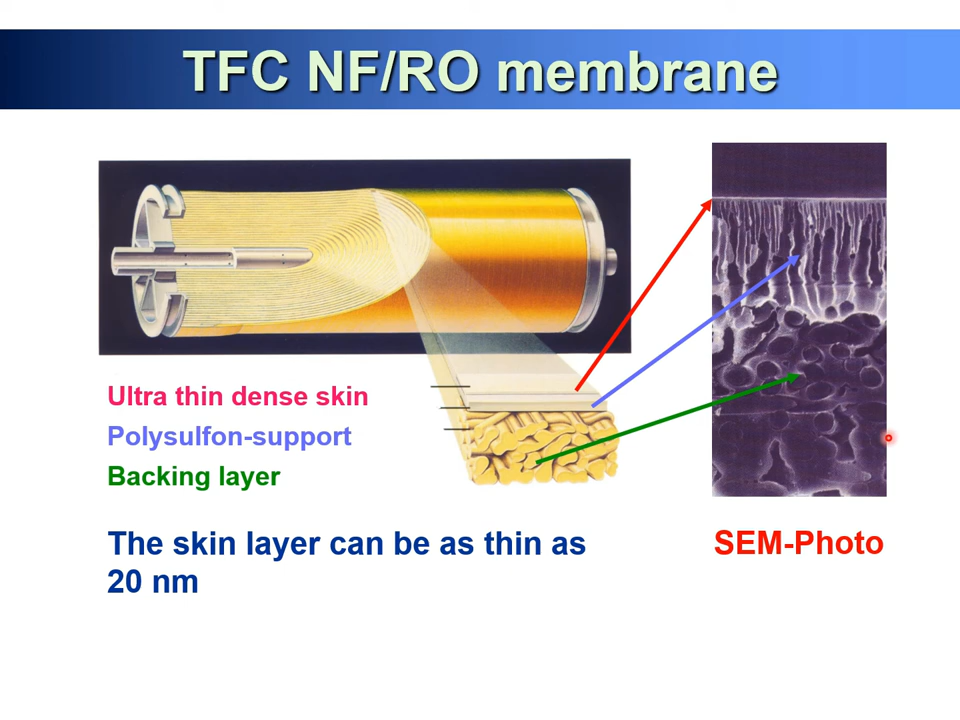 TFC NF/RO membrane
Ultra thin dense skin
Polysulfon-support
Backing layer
The skin layer can be as thin as
20 nm
SEM-Photo